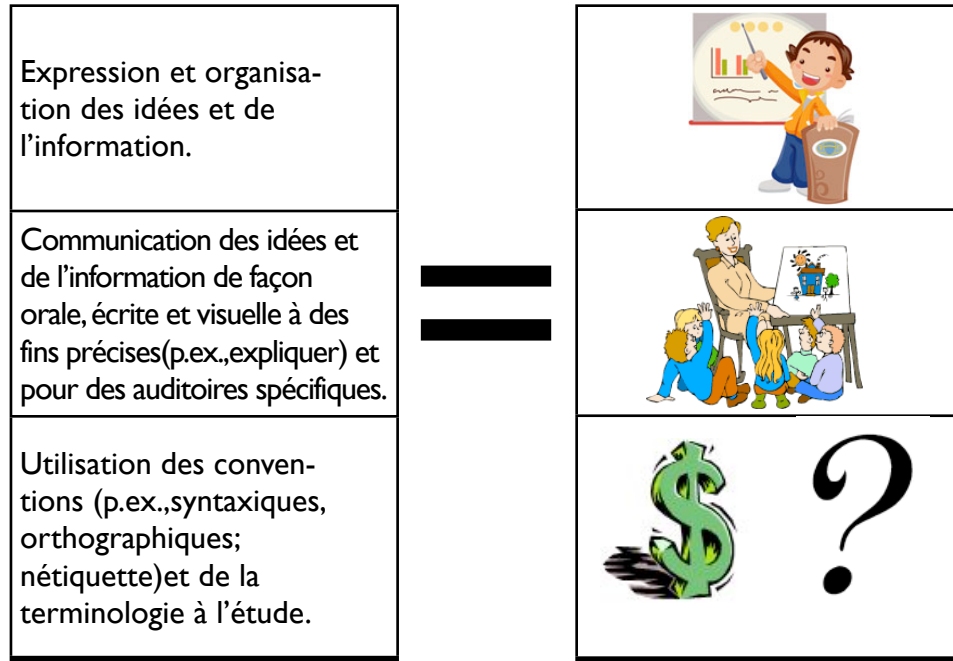 Expression et organisa-
tion des idées et de
l'information.
Communication des idées et
de l'information de façon
orale, écrite et visuelle à des
fins précises(p.ex.,expliquer) et
pour des auditoires spécifiques.
Utilisation des conven-
tions (p.ex.,syntaxiques,
orthographiques;
nétiquette)et de la
terminologie à l'étude.
=
$ ?